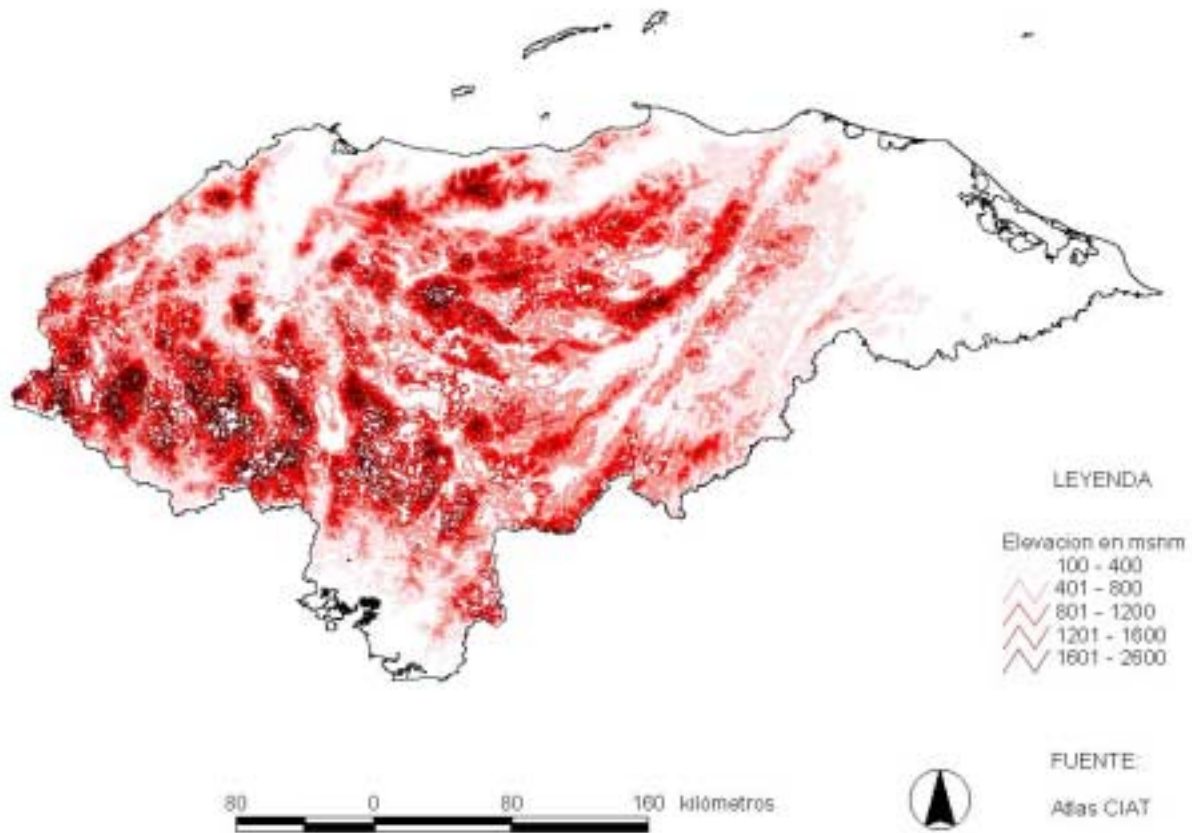 LEYENDA
Elevacion en msnm
100 - 400
401 - 800
801 - 1200
1201 - 1600
1601 - 2600
80 0 80 160 kilómetros
FUENTE:
Atlas CIAT